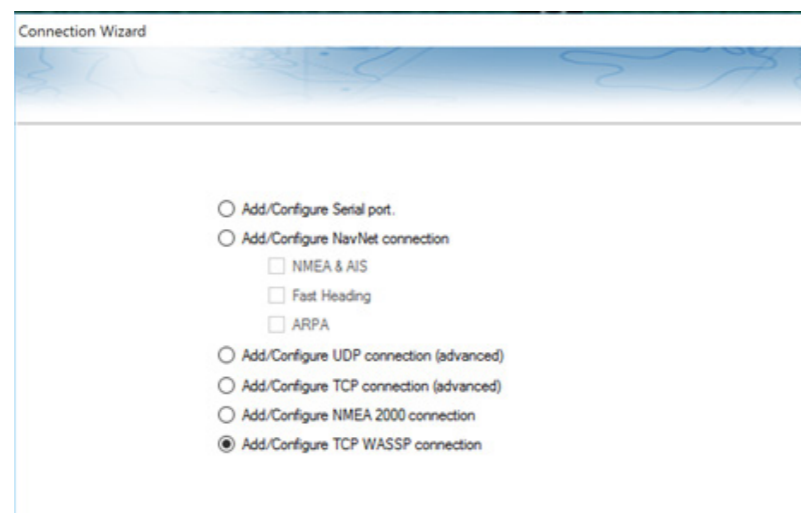 Connection Wizard
Add/Configure Serial port.
Add/Configure NavNet connection
NMEA & AIS
Fast Heading
ARPA
Add/Configure UDP connection (advanced)
Add/Configure TCP connection (advanced)
Add/Configure NMEA 2000 connection
Add/Configure TCP WASSP connection